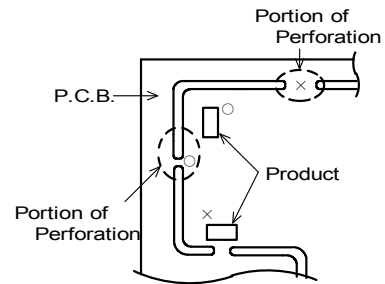 Portion of
Perforation
P.C.B.
×
○
○
Product
×
Portion of
Perforation